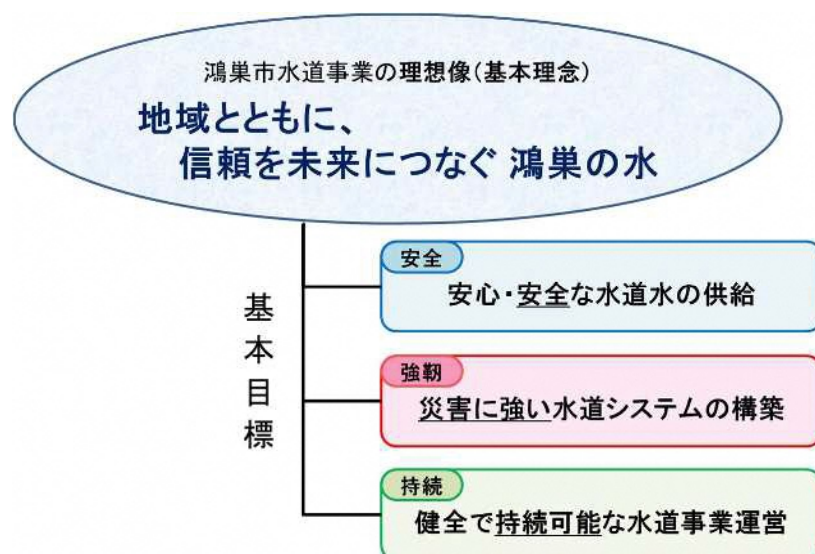 鴻巣市水道事業の理想像(基本理念)
地域とともに、
信頼を未来につなぐ 鴻巣の水
基本目標
安全
安心・安全な水道水の供給
強靭
災害に強い水道システムの構築
持続
健全で持続可能な水道事業運営